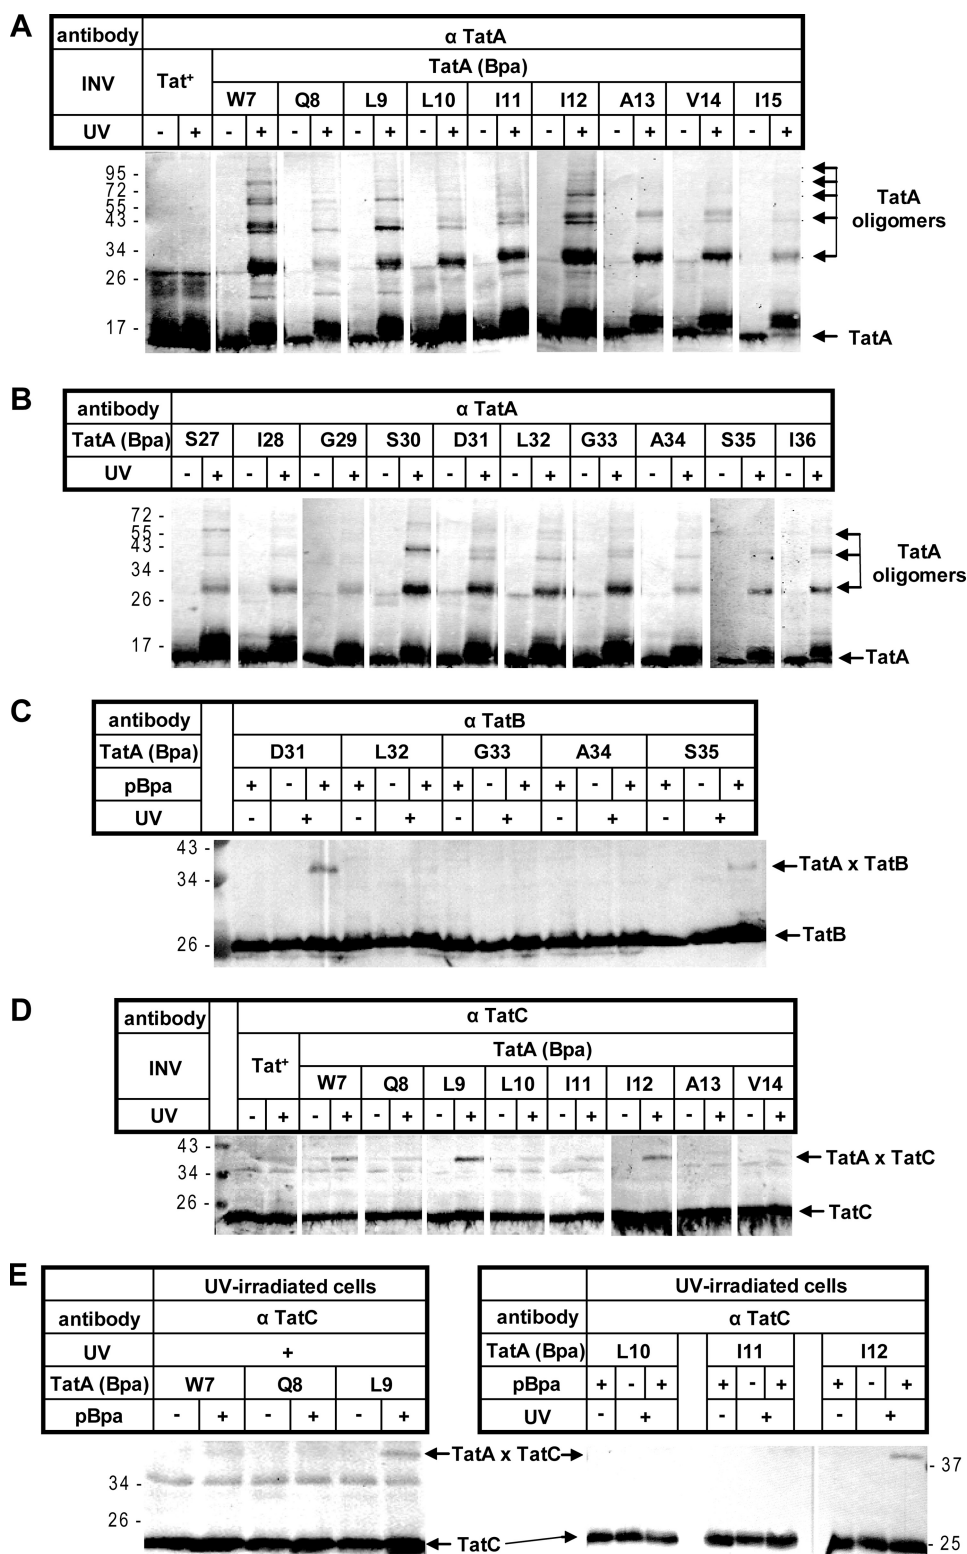 A
antibody α TatA
INV Tat+ TatA (Bpa)
W7 Q8 L9 L10 I11 I12 A13 V14 I15
UV - + - + - + - + - + - + - + - + - + - +
95 -
72 -
55 -
43 -
34 -
26 -
17 -
TatA
oligomers
TatA
B
antibody α TatA
TatA (Bpa) S27 I28 G29 S30 D31 L32 G33 A34 S35 I36
UV - + - + - + - + - + - + - + - + - + - +
72 -
55 -
43 -
34 -
26 -
17 -
TatA
oligomers
TatA
C
antibody α TatB
TatA (Bpa) D31 L32 G33 A34 S35
pBpa + - + + - + + - + + - + + - +
UV - + - + - + - + - +
43 -
34 -
26 -
TatA x TatB
TatB
D
antibody α TatC
INV Tat+ TatA (Bpa)
W7 Q8 L9 L10 I11 I12 A13 V14
UV - + - + - + - + - + - + - + - + - +
43 -
34 -
26 -
TatA x TatC
TatC
E
UV-irradiated cells
antibody α TatC
UV +
TatA (Bpa) W7 Q8 L9
pBpa - + - + - +
34 -
26 -
TatA x TatC
TatC
UV-irradiated cells
antibody α TatC
TatA (Bpa) L10 I11 I12
pBpa + - + + - + + - +
UV - + - + - +
- 37
- 25